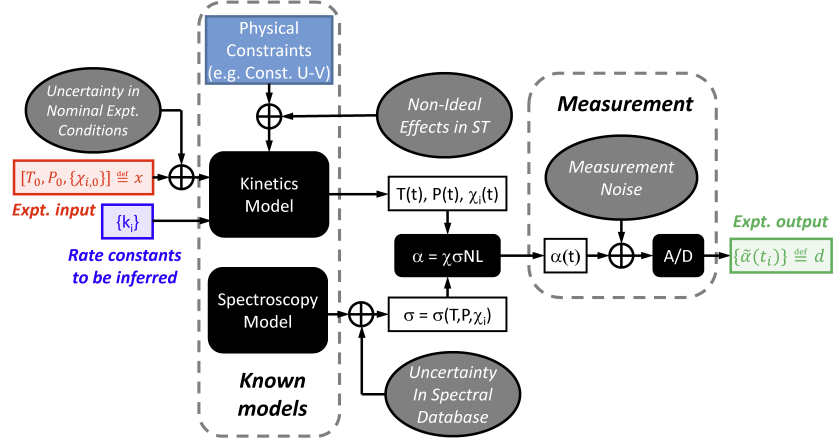 Physical
Constraints
(e.g. Const. U-V)
Uncertainty in
Nominal Expt.
Conditions
Non-Ideal
Effects in ST
Measurement
Measurement
Noise
[T₀, P₀, {χᵢ,₀}] ≝ x
Expt. input
{kᵢ}
Rate constants
to be inferred
Kinetics
Model
T(t), P(t), χᵢ(t)
α = χσNL
α(t)
A/D
Expt. output
{α̃(tᵢ)} ≝ d
Spectroscopy
Model
σ = σ(T,P,χᵢ)
Uncertainty
In Spectral
Database
Known
models